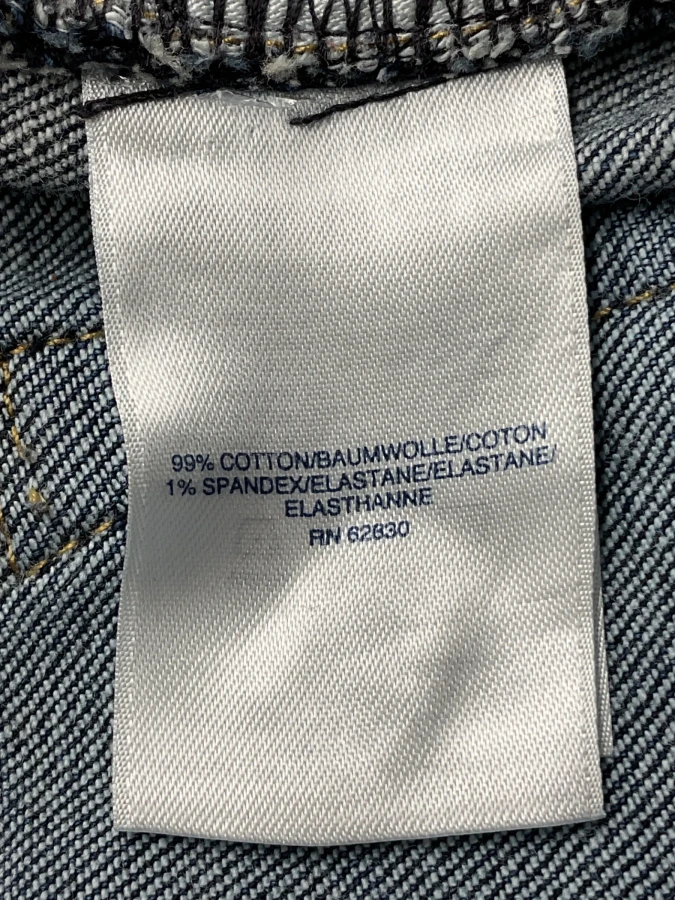 99% COTTON/BAUMWOLLE/COTON
1% SPANDEX/ELASTANE/ELASTANE/
ELASTHANNE
RN 62830